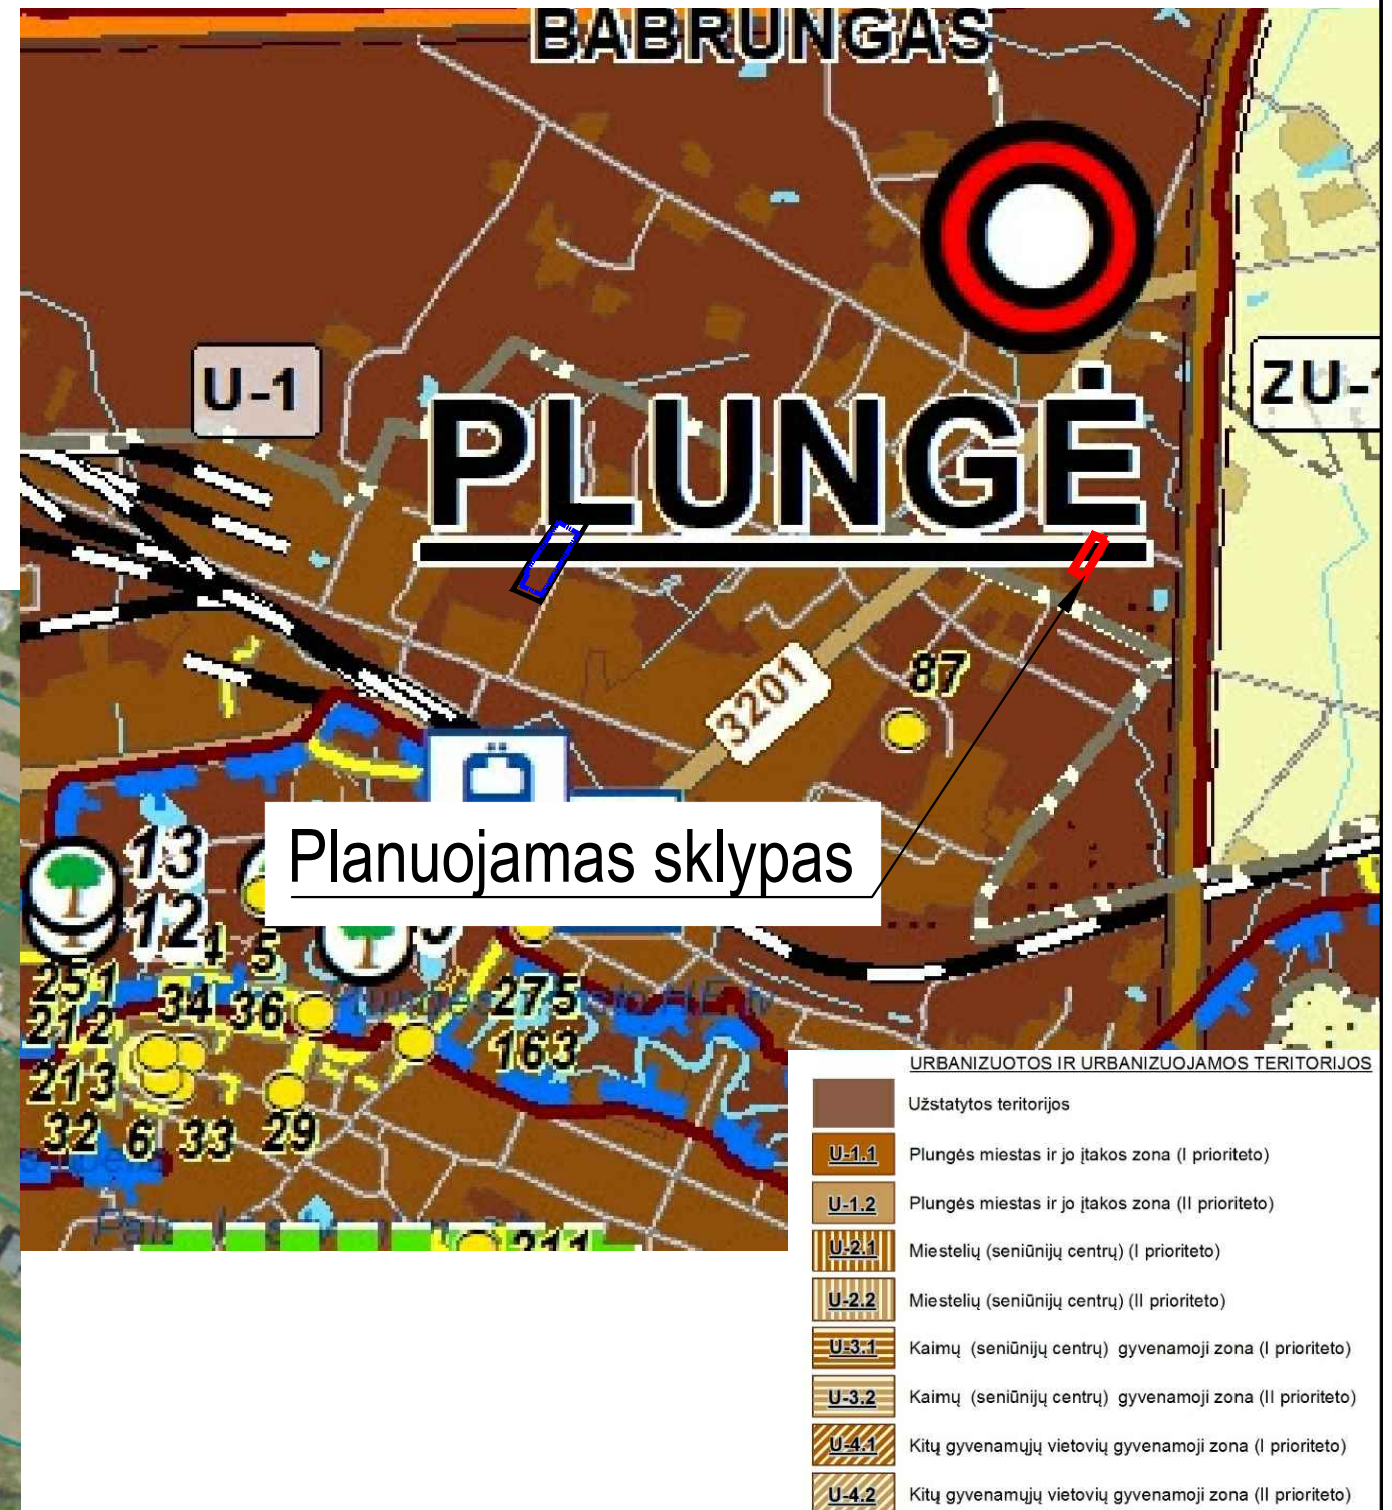 BABRUNGAS
U-1
ZU-
PLUNGĖ
87
3201
Planuojamas sklypas
13
12
4
5
251
34
36
275
212
163
213
32
6
33
29
211
URBANIZUOTOS IR URBANIZUOJAMOS TERITORIJOS
Užstatytos teritorijos
U-1.1 Plungės miestas ir jo įtakos zona (I prioriteto)
U-1.2 Plungės miestas ir jo įtakos zona (II prioriteto)
U-2.1 Miestelių (seniūnijų centrų) (I prioriteto)
U-2.2 Miestelių (seniūnijų centrų) (II prioriteto)
U-3.1 Kaimų (seniūnijų centrų) gyvenamoji zona (I prioriteto)
U-3.2 Kaimų (seniūnijų centrų) gyvenamoji zona (II prioriteto)
U-4.1 Kitų gyvenamųjų vietovių gyvenamoji zona (I prioriteto)
U-4.2 Kitų gyvenamųjų vietovių gyvenamoji zona (II prioriteto)